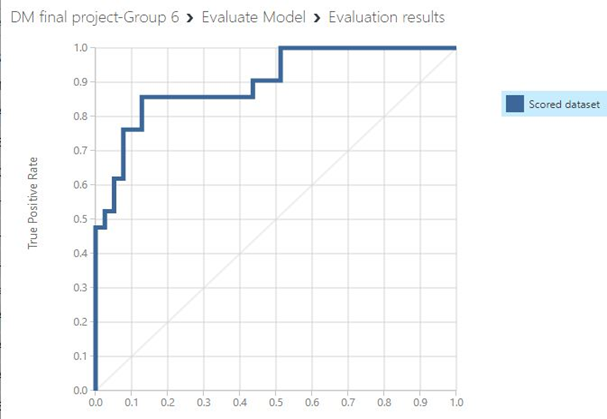 DM final project-Group 6 › Evaluate Model › Evaluation results
1.0
0.9
0.8
0.7
0.6
0.5
0.4
0.3
0.2
0.1
0.0
True Positive Rate
0.0 0.1 0.2 0.3 0.4 0.5 0.6 0.7 0.8 0.9 1.0
Scored dataset